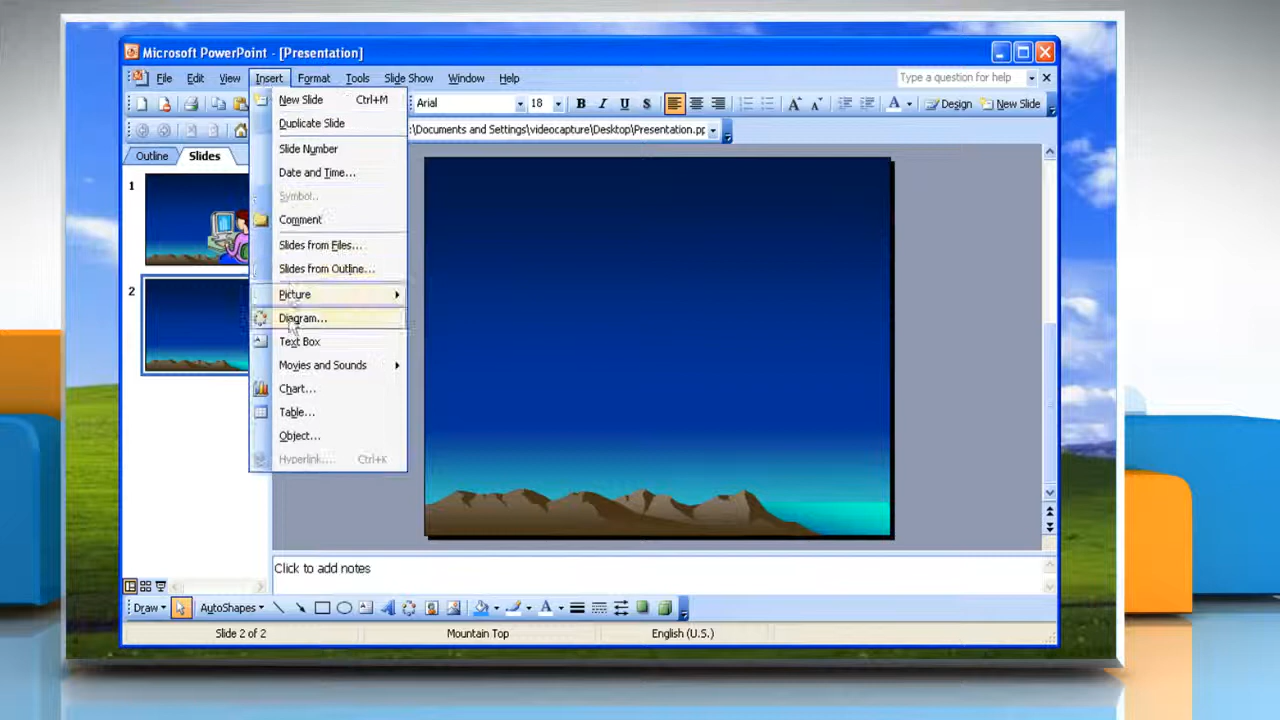 Microsoft PowerPoint - [Presentation]
File Edit View Insert Format Tools Slide Show Window Help Type a question for help
Arial 18 B I U S A A A Design New Slide
:\Documents and Settings\videocapture\Desktop\Presentation.pp
Outline Slides
New Slide Ctrl+M
Duplicate Slide
Slide Number
Date and Time...
Symbol..
Comment
Slides from Files...
Slides from Outline...
Picture
Diagram...
Text Box
Movies and Sounds
Chart...
Table...
Object...
Hyperlink... Ctrl+K
1
2
Click to add notes
Draw AutoShapes A A
Slide 2 of 2 Mountain Top English (U.S.)